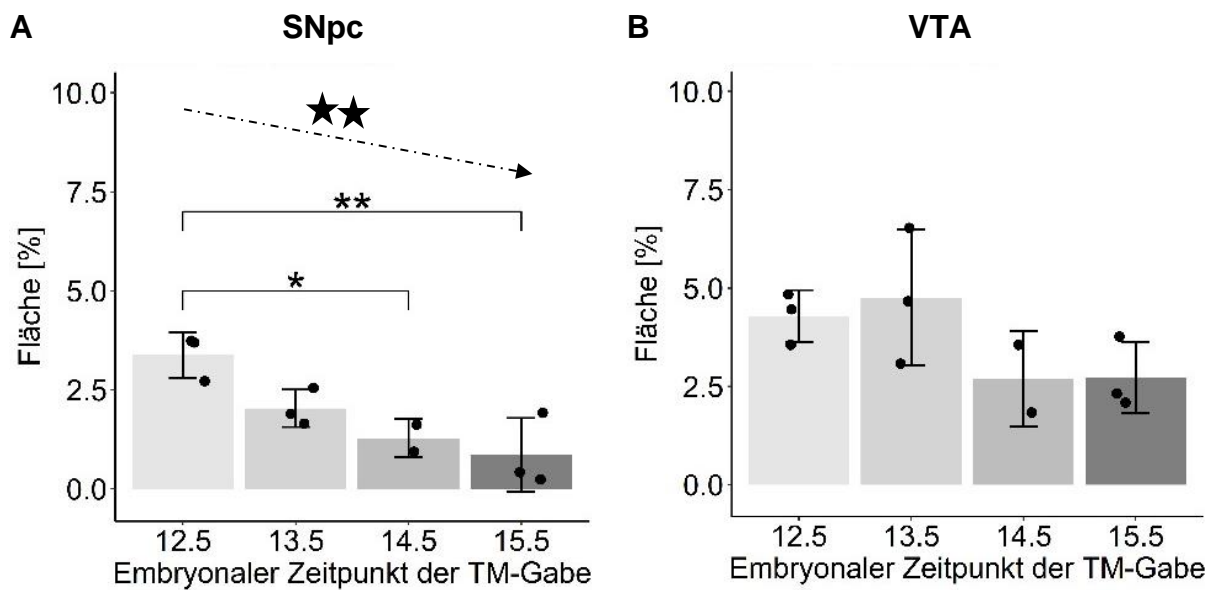 A
SNpc
10.0
7.5
5.0
2.5
0.0
Fläche [%]
**
*
12.5 13.5 14.5 15.5
Embryonaler Zeitpunkt der TM-Gabe
B
VTA
10.0
7.5
5.0
2.5
0.0
Fläche [%]
12.5 13.5 14.5 15.5
Embryonaler Zeitpunkt der TM-Gabe